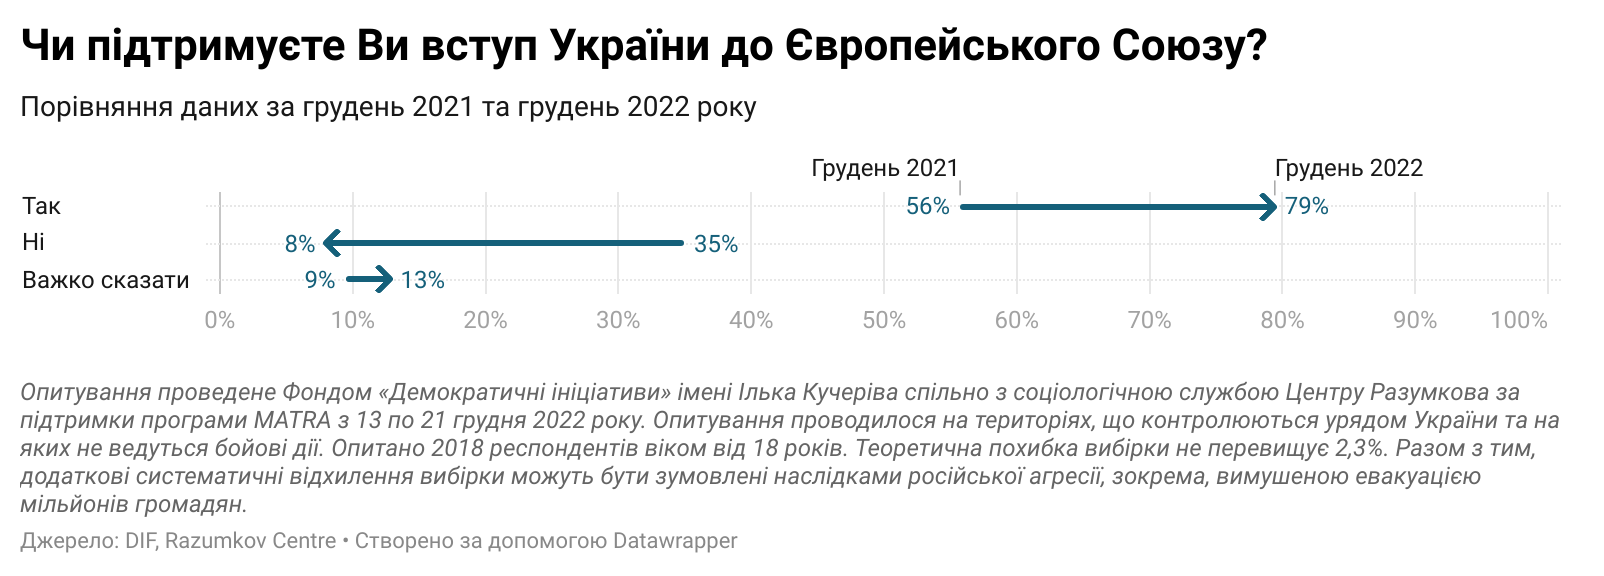 Чи підтримуєте Ви вступ України до Європейського Союзу?
Порівняння даних за грудень 2021 та грудень 2022 року
Грудень 2021 Грудень 2022
Так 56% 79%
Ні 8% 35%
Важко сказати 9% 13%
0% 10% 20% 30% 40% 50% 60% 70% 80% 90% 100%
Опитування проведене Фондом «Демократичні ініціативи» імені Ілька Кучеріва спільно з соціологічною службою Центру Разумкова за
підтримки програми MATRA з 13 по 21 грудня 2022 року. Опитування проводилося на територіях, що контролюються урядом України та на
яких не ведуться бойові дії. Опитано 2018 респондентів віком від 18 років. Теоретична похибка вибірки не перевищує 2,3%. Разом з тим,
додаткові систематичні відхилення вибірки можуть бути зумовлені наслідками російської агресії, зокрема, вимушеною евакуацією
мільйонів громадян.
Джерело: DIF, Razumkov Centre • Створено за допомогою Datawrapper